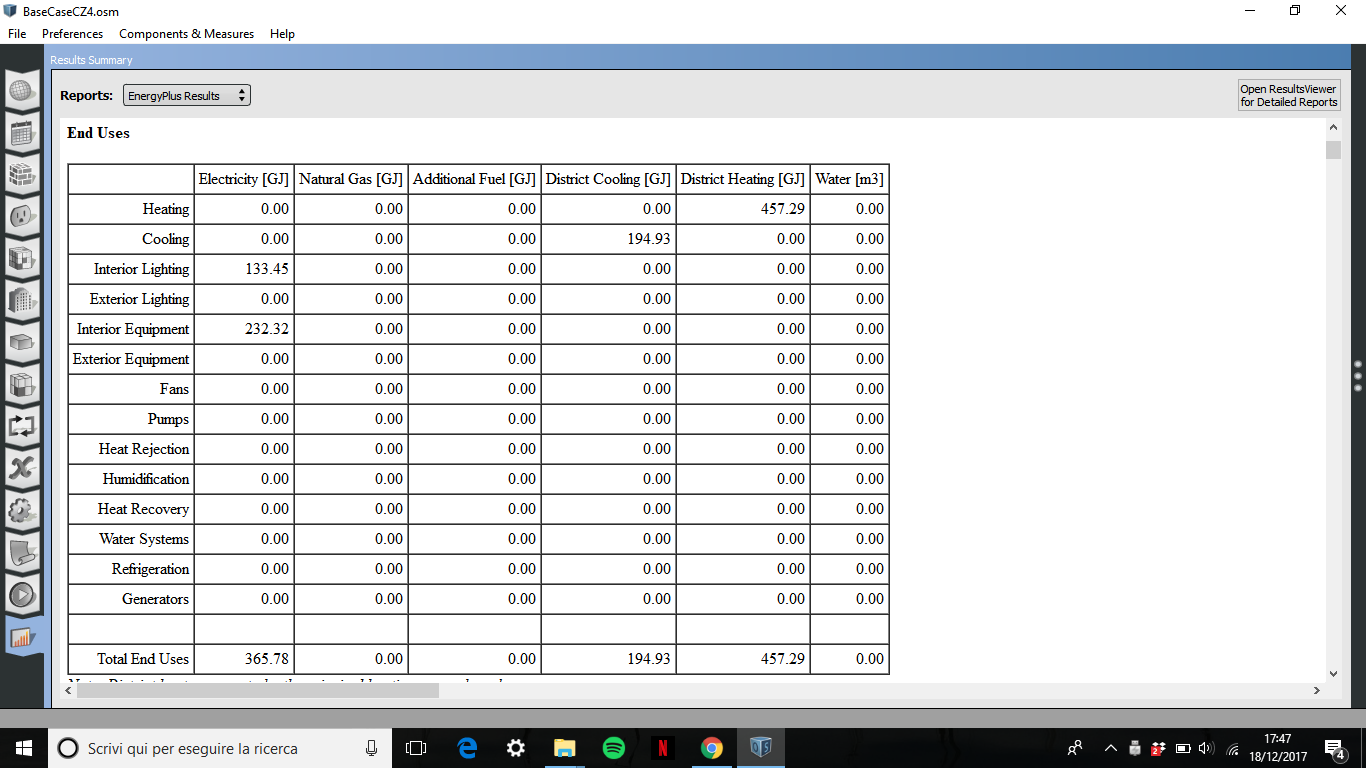 BaseCaseCZ4.osm
File Preferences Components & Measures Help
Results Summary
Reports: EnergyPlus Results
Open ResultsViewer
for Detailed Reports
End Uses
Electricity [GJ] Natural Gas [GJ] Additional Fuel [GJ] District Cooling [GJ] District Heating [GJ] Water [m3]
Heating 0.00 0.00 0.00 0.00 457.29 0.00
Cooling 0.00 0.00 0.00 194.93 0.00 0.00
Interior Lighting 133.45 0.00 0.00 0.00 0.00 0.00
Exterior Lighting 0.00 0.00 0.00 0.00 0.00 0.00
Interior Equipment 232.32 0.00 0.00 0.00 0.00 0.00
Exterior Equipment 0.00 0.00 0.00 0.00 0.00 0.00
Fans 0.00 0.00 0.00 0.00 0.00 0.00
Pumps 0.00 0.00 0.00 0.00 0.00 0.00
Heat Rejection 0.00 0.00 0.00 0.00 0.00 0.00
Humidification 0.00 0.00 0.00 0.00 0.00 0.00
Heat Recovery 0.00 0.00 0.00 0.00 0.00 0.00
Water Systems 0.00 0.00 0.00 0.00 0.00 0.00
Refrigeration 0.00 0.00 0.00 0.00 0.00 0.00
Generators 0.00 0.00 0.00 0.00 0.00 0.00
Total End Uses 365.78 0.00 0.00 194.93 457.29 0.00
Scrivi qui per eseguire la ricerca
17:47
18/12/2017
4